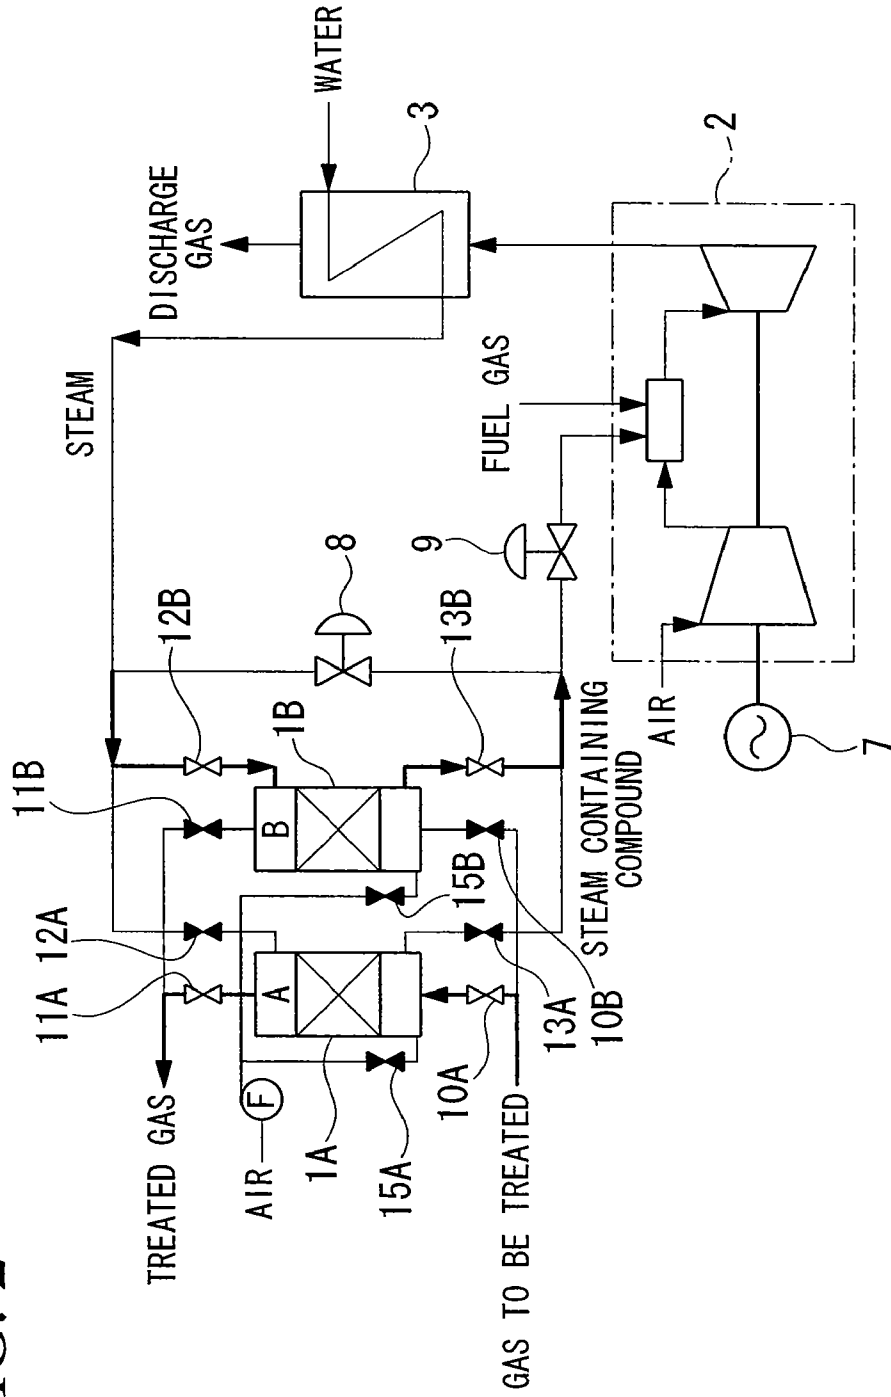 TREATED GAS
11A
12A
11B
12B
STEAM
DISCHARGE
GAS
WATER
AIR
F
A
B
1A
1B
8
3
15A
15B
10A
13A
10B
13B
9
FUEL GAS
2
GAS TO BE TREATED
STEAM CONTAINING
COMPOUND
AIR
7